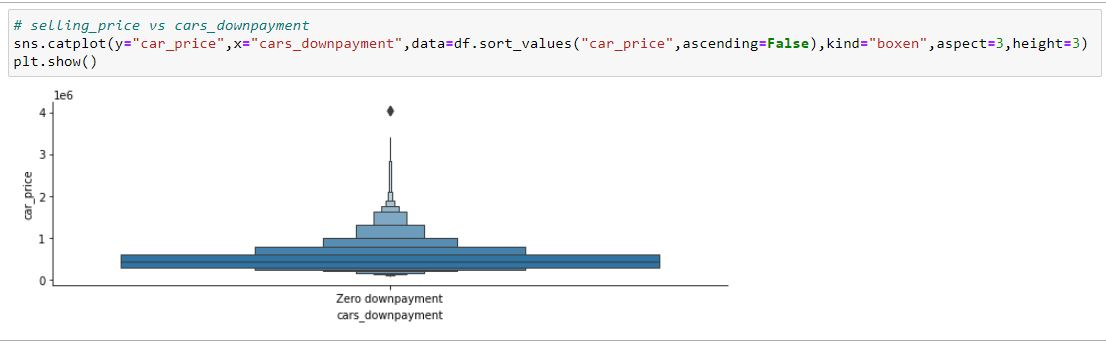 # selling_price vs cars_downpayment
sns.catplot(y="car_price",x="cars_downpayment",data=df.sort_values("car_price",ascending=False),kind="boxen",aspect=3,height=3)
plt.show()
1e6
4
3
2
1
0
car_price
Zero downpayment
cars_downpayment